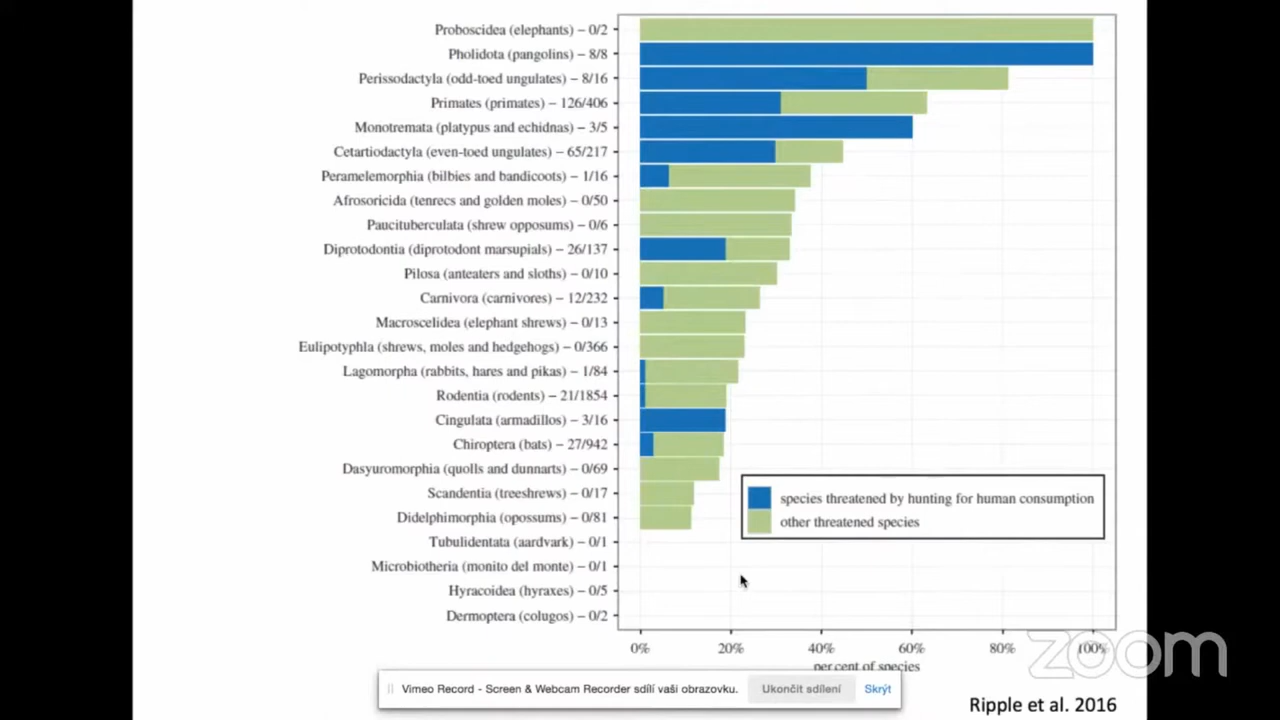 Proboscidea (elephants) – 0/2
Pholidota (pangolins) – 8/8
Perissodactyla (odd-toed ungulates) – 8/16
Primates (primates) – 126/406
Monotremata (platypus and echidnas) – 3/5
Cetartiodactyla (even-toed ungulates) – 65/217
Peramelemorphia (bilbies and bandicoots) – 1/16
Afrosoricida (tenrecs and golden moles) – 0/50
Paucituberculata (shrew opossums) – 0/6
Diprotodontia (diprotodont marsupials) – 26/137
Pilosa (anteaters and sloths) – 0/10
Carnivora (carnivores) – 12/232
Macroscelidea (elephant shrews) – 0/13
Eulipotyphla (shrews, moles and hedgehogs) – 0/366
Lagomorpha (rabbits, hares and pikas) – 1/84
Rodentia (rodents) – 21/1854
Cingulata (armadillos) – 3/16
Chiroptera (bats) – 27/942
Dasyuromorphia (quolls and dunnarts) – 0/69
Scandentia (treeshrews) – 0/17
Didelphimorphia (opossums) – 0/81
Tubulidentata (aardvark) – 0/1
Microbiotheria (monito del monte) – 0/1
Hyracoidea (hyraxes) – 0/5
Dermoptera (colugos) – 0/2
species threatened by hunting for human consumption
other threatened species
0% 20% 40% 60% 80% 100%
per cent of species
zoom
Vimeo Record - Screen & Webcam Recorder sdílí vaši obrazovku. Ukončit sdílení Skrýt
Ripple et al. 2016